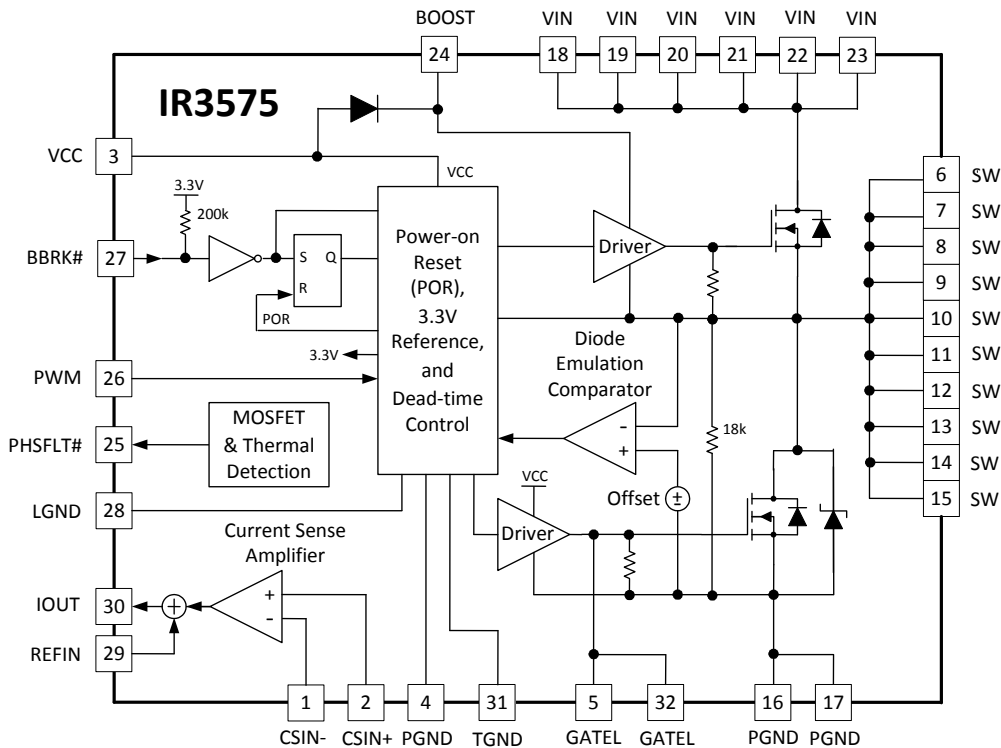 BOOST
VIN
VIN
VIN
VIN
VIN
VIN
24
18
19
20
21
22
23
IR3575
VCC
3
VCC
3.3V
200k
BBRK#
27
S
Q
R
POR
Power-on
Reset
(POR),
3.3V
Reference,
and
Dead-time
Control
3.3V
PWM
26
PHSFLT#
25
MOSFET
& Thermal
Detection
LGND
28
Driver
Diode
Emulation
Comparator
-
+
18k
Offset
±
VCC
Driver
6
SW
7
SW
8
SW
9
SW
10
SW
11
SW
12
SW
13
SW
14
SW
15
SW
Current Sense
Amplifier
IOUT
30
+
+
-
REFIN
29
1
2
4
31
5
32
16
17
CSIN-
CSIN+
PGND
TGND
GATEL
GATEL
PGND
PGND